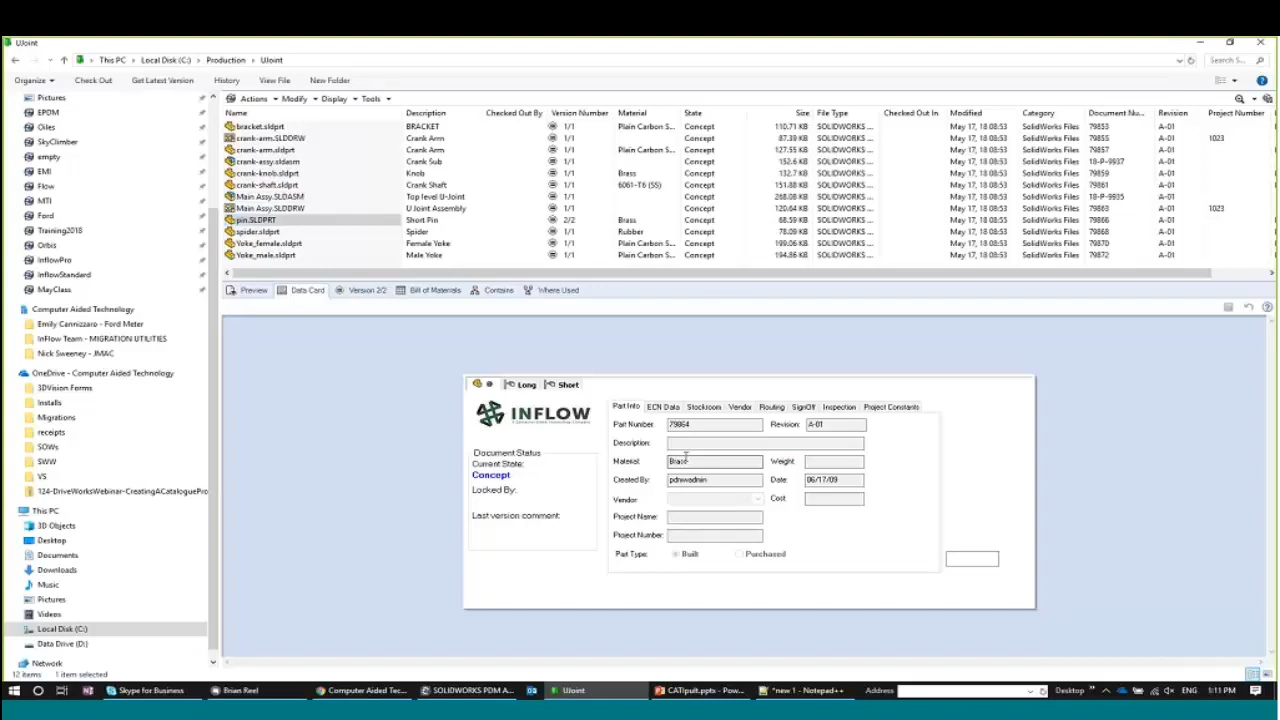 UJoint
This PC > Local Disk (C:) > Production > UJoint
Search S...
Organize Check Out Get Latest Version History View File New Folder
Actions Modify Display Tools
Name Description Checked Out By Version Number Material State Size File Type Checked Out In Modified Category Document Nu... Revision Project Number
bracket.sldprt BRACKET 1/1 Plain Carbon S... Concept 110.71 KB SOLIDWORKS ... May 17, 18 08:53 SolidWorks Files 79853 A-01
crank-arm.SLDDRW Crank Arm 1/1 Concept 87.39 KB SOLIDWORKS ... May 17, 18 08:53 SolidWorks Files 79855 A-01 1023
crank-arm.sldprt Crank Arm 1/1 Plain Carbon S... Concept 127.55 KB SOLIDWORKS ... May 17, 18 08:53 SolidWorks Files 79857 A-01
crank-assy.sldasm Crank Sub 1/1 Concept 152.6 KB SOLIDWORKS ... May 17, 18 08:53 SolidWorks Files 18-P-9937 A-01
crank-knob.sldprt Knob 1/1 Brass Concept 132.7 KB SOLIDWORKS ... May 17, 18 08:53 SolidWorks Files 79859 A-01
crank-shaft.sldprt Crank Shaft 1/1 6061-T6 (SS) Concept 151.88 KB SOLIDWORKS ... May 17, 18 08:53 SolidWorks Files 79861 A-01
Main Assy.SLDASM Top level U-Joint 1/1 Concept 268.08 KB SOLIDWORKS ... May 17, 18 08:53 SolidWorks Files 18-P-9935 A-01
Main Assy.SLDDRW U Joint Assembly 1/1 Concept 120.64 KB SOLIDWORKS ... May 17, 18 08:53 SolidWorks Files 79863 A-01 1023
pin.SLDPRT Short Pin 2/2 Brass Concept 68.59 KB SOLIDWORKS ... May 17, 18 08:53 SolidWorks Files 79866 A-01
spider.sldprt Spider 1/1 Rubber Concept 78.09 KB SOLIDWORKS ... May 17, 18 08:53 SolidWorks Files 79868 A-01
Yoke_female.sldprt Female Yoke 1/1 Plain Carbon S... Concept 199.06 KB SOLIDWORKS ... May 17, 18 08:53 SolidWorks Files 79870 A-01
Yoke_male.sldprt Male Yoke 1/1 Plain Carbon S... Concept 194.86 KB SOLIDWORKS ... May 17, 18 08:53 SolidWorks Files 79872 A-01
Pictures
EPDM
Oiles
SkyClimber
empty
EMI
Flow
MTI
Ford
Training2018
Orbis
InflowPro
InflowStandard
MayClass
Computer Aided Technology
Emily Cannizzaro - Ford Meter
InFlow Team - MIGRATION UTILITIES
Nick Sweeney - JMAC
OneDrive - Computer Aided Technology
3DVision Forms
Installs
Migrations
receipts
SOWs
SWW
VS
124-DriveWorksWebinar-CreatingACataloguePro
This PC
3D Objects
Desktop
Documents
Downloads
Music
Pictures
Videos
Local Disk (C:)
Data Drive (D:)
Network
12 items 1 item selected
Preview Data Card Version 2/2 Bill of Materials Contains Where Used
@ Long Short
INFLOW
Document Status
Current State:
Concept
Locked By:
Last version comment:
Part Info ECN Data Stockroom Vendor Routing SignOff Inspection Project Constants
Part Number: 79864 Revision: A-01
Description:
Material: Brass Weight:
Created By: pdmwadmin Date: 06/17/09
Vendor: Cost:
Project Name:
Project Number:
Part Type: Built Purchased
Skype for Business Brian Reel Computer Aided Tec... SOLIDWORKS PDM A... UJoint CATIpult.pptx - Pow... *new 1 - Notepad++ Address Desktop ENG 1:11 PM